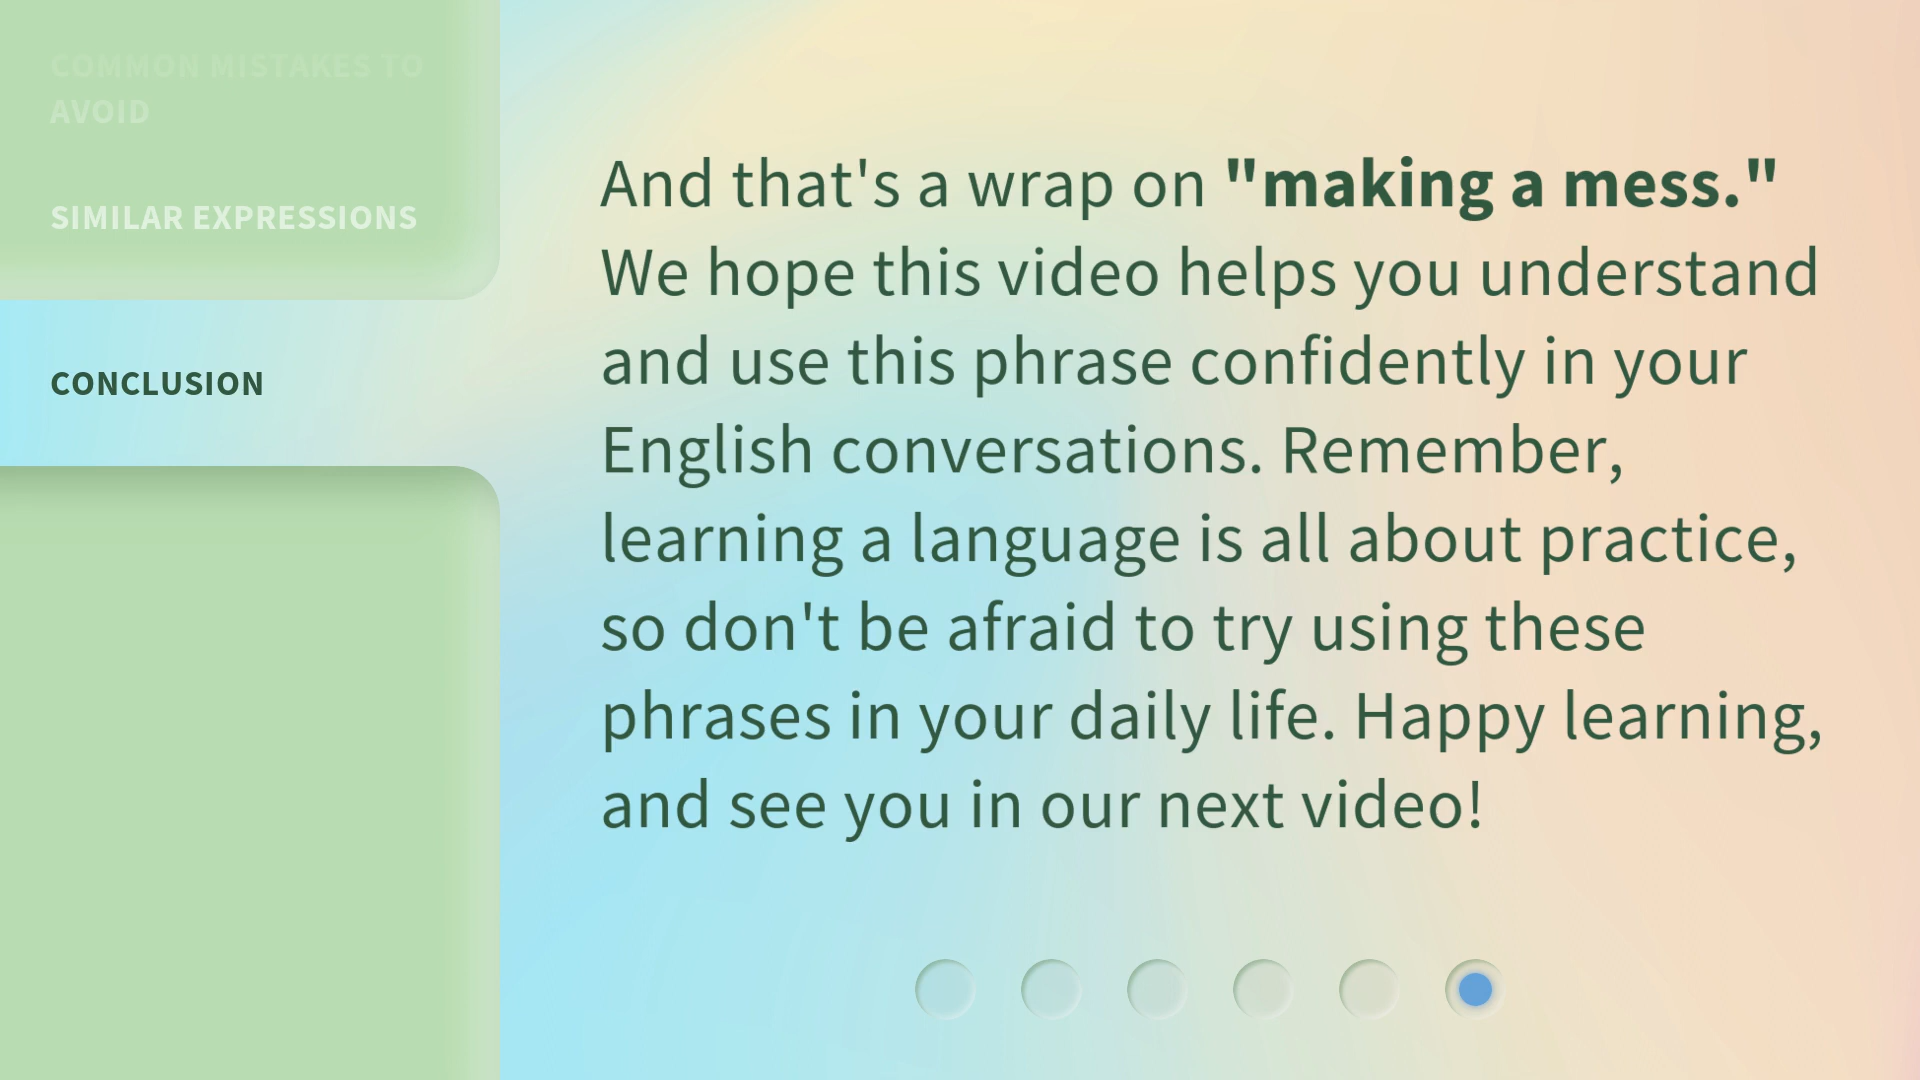 COMMON MISTAKES TO
AVOID
SIMILAR EXPRESSIONS
CONCLUSION
And that's a wrap on "making a mess."
We hope this video helps you understand
and use this phrase confidently in your
English conversations. Remember,
learning a language is all about practice,
so don't be afraid to try using these
phrases in your daily life. Happy learning,
and see you in our next video!